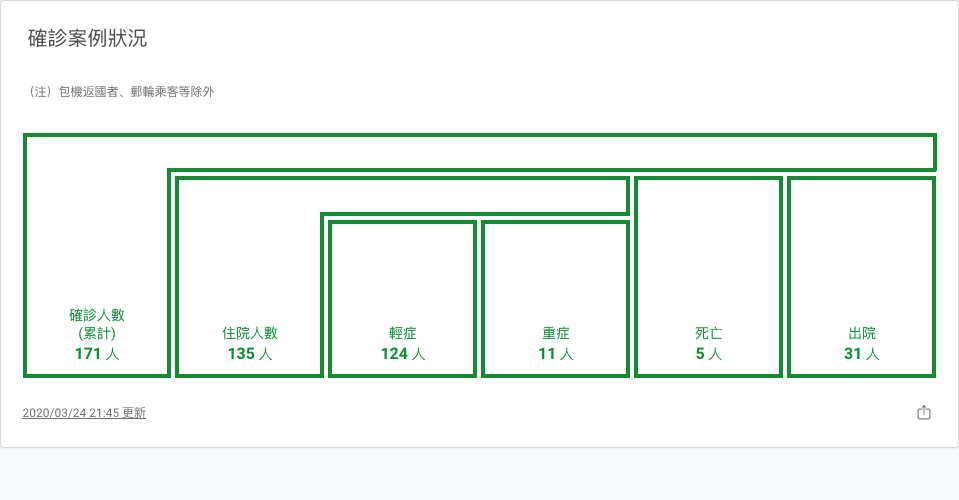 確診案例狀況
（注）包機返國者、郵輪乘客等除外
確診人數
(累計)
171 人
住院人數
135 人
輕症
124 人
重症
11 人
死亡
5 人
出院
31 人
2020/03/24 21:45 更新